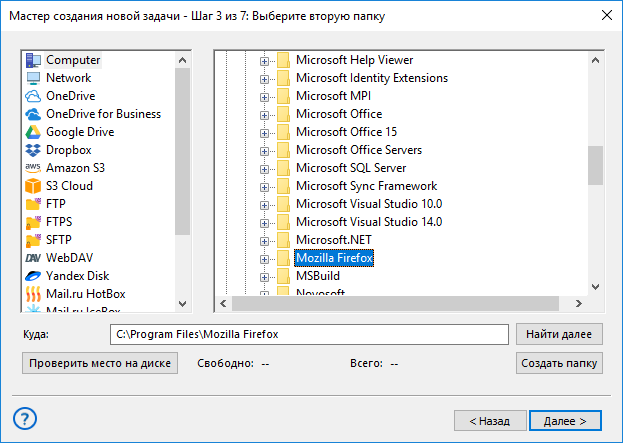 Мастер создания новой задачи - Шаг 3 из 7: Выберите вторую папку
Computer
Network
OneDrive
OneDrive for Business
Google Drive
Dropbox
aws Amazon S3
S3 Cloud
FTP
FTPS
SFTP
DAV WebDAV
Yandex Disk
Mail.ru HotBox
Mail.ru IceBox
Microsoft Help Viewer
Microsoft Identity Extensions
Microsoft MPI
Microsoft Office
Microsoft Office 15
Microsoft Office Servers
Microsoft SQL Server
Microsoft Sync Framework
Microsoft Visual Studio 10.0
Microsoft Visual Studio 14.0
Microsoft.NET
Mozilla Firefox
MSBuild
Novosoft
Куда: C:\Program Files\Mozilla Firefox Найти далее
Проверить место на диске Свободно: -- Всего: -- Создать папку
? < Назад Далее >